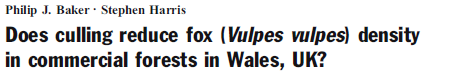 Philip J. Baker · Stephen Harris
Does culling reduce fox (Vulpes vulpes) density
in commercial forests in Wales, UK?